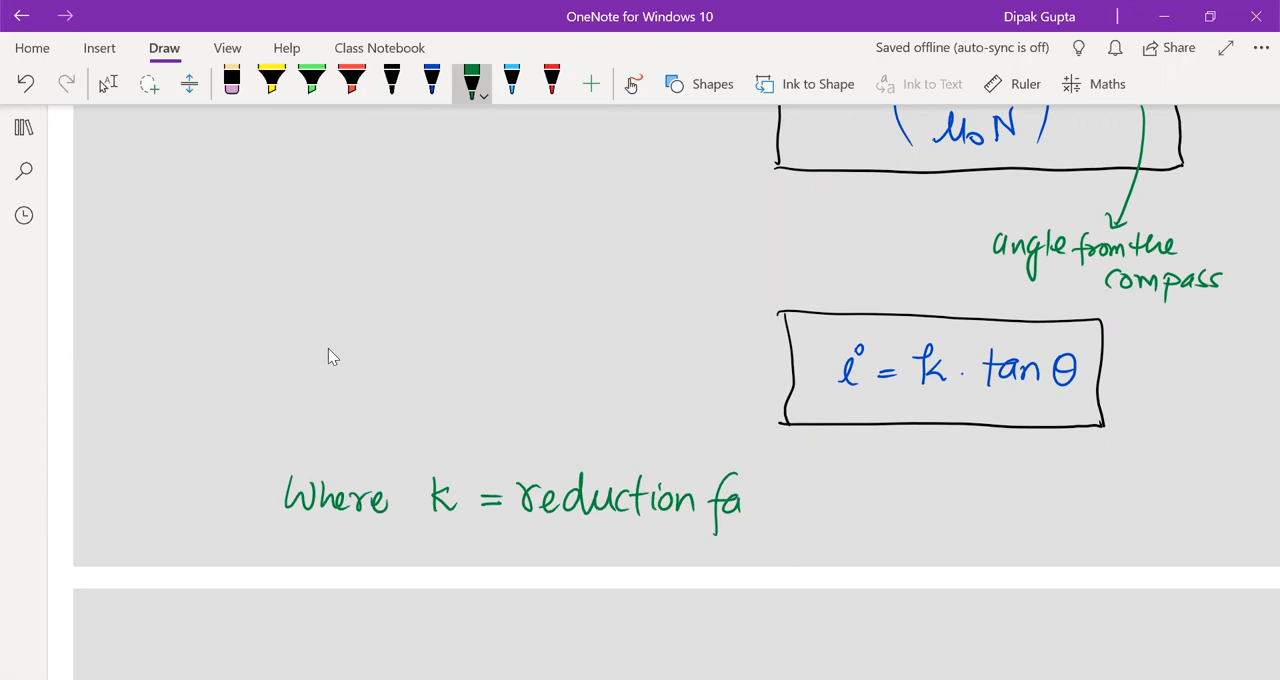 OneNote for Windows 10
Dipak Gupta
Home Insert Draw View Help Class Notebook
Saved offline (auto-sync is off)
Share
Shapes Ink to Shape Ink to Text Ruler Maths
( μ₀N )
angle from the
compass
i = k . tan θ
Where k = reduction fa